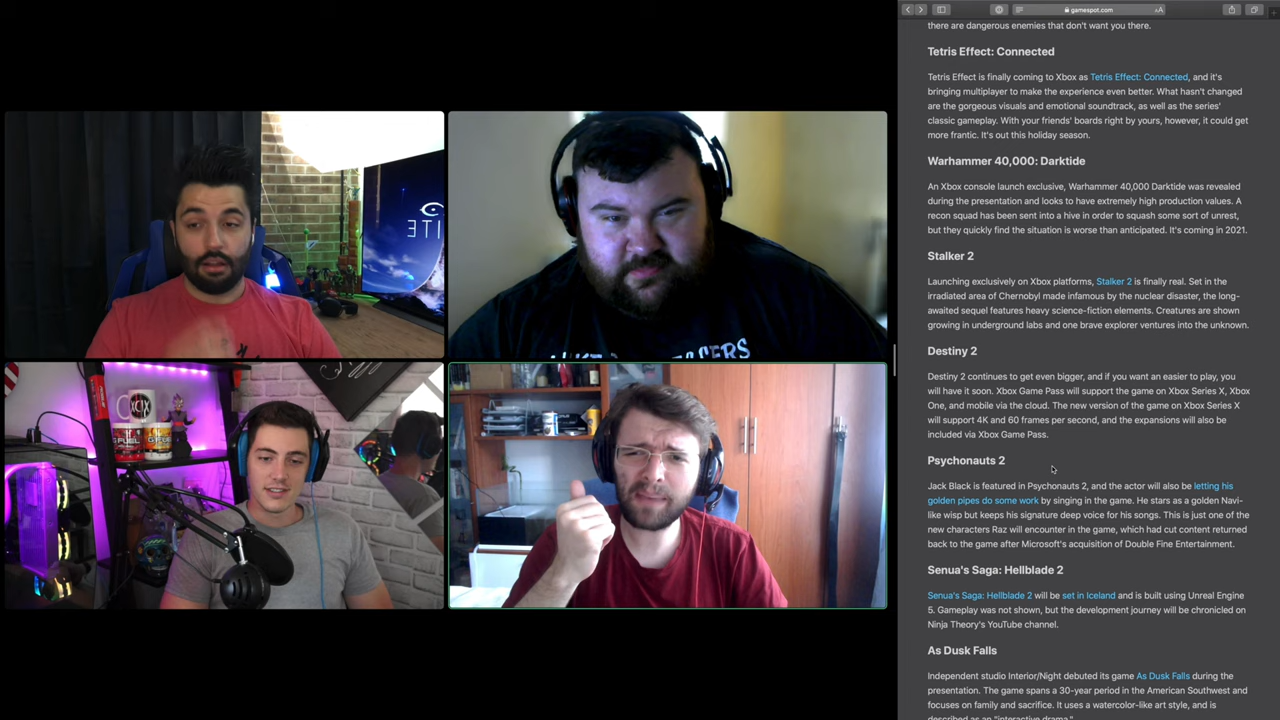 gamespot.com
AA
there are dangerous enemies that don't want you there.
Tetris Effect: Connected
Tetris Effect is finally coming to Xbox as Tetris Effect: Connected, and it's
bringing multiplayer to make the experience even better. What hasn't changed
are the gorgeous visuals and emotional soundtrack, as well as the series'
classic gameplay. With your friends' boards right by yours, however, it could get
more frantic. It's out this holiday season.
Warhammer 40,000: Darktide
An Xbox console launch exclusive, Warhammer 40,000 Darktide was revealed
during the presentation and looks to have extremely high production values. A
recon squad has been sent into a hive in order to squash some sort of unrest,
but they quickly find the situation is worse than anticipated. It's coming in 2021.
Stalker 2
Launching exclusively on Xbox platforms, Stalker 2 is finally real. Set in the
irradiated area of Chernobyl made infamous by the nuclear disaster, the long-
awaited sequel features heavy science-fiction elements. Creatures are shown
growing in underground labs and one brave explorer ventures into the unknown.
Destiny 2
Destiny 2 continues to get even bigger, and if you want an easier to play, you
will have it soon. Xbox Game Pass will support the game on Xbox Series X, Xbox
One, and mobile via the cloud. The new version of the game on Xbox Series X
will support 4K and 60 frames per second, and the expansions will also be
included via Xbox Game Pass.
Psychonauts 2
Jack Black is featured in Psychonauts 2, and the actor will also be letting his
golden pipes do some work by singing in the game. He stars as a golden Navi-
like wisp but keeps his signature deep voice for his songs. This is just one of the
new characters Raz will encounter in the game, which had cut content returned
back to the game after Microsoft's acquisition of Double Fine Entertainment.
Senua's Saga: Hellblade 2
Senua's Saga: Hellblade 2 will be set in Iceland and is built using Unreal Engine
5. Gameplay was not shown, but the development journey will be chronicled on
Ninja Theory's YouTube channel.
As Dusk Falls
Independent studio Interior/Night debuted its game As Dusk Falls during the
presentation. The game spans a 30-year period in the American Southwest and
focuses on family and sacrifice. It uses a watercolor-like art style, and is
described as an "interactive drama."
G FUEL
G FUEL